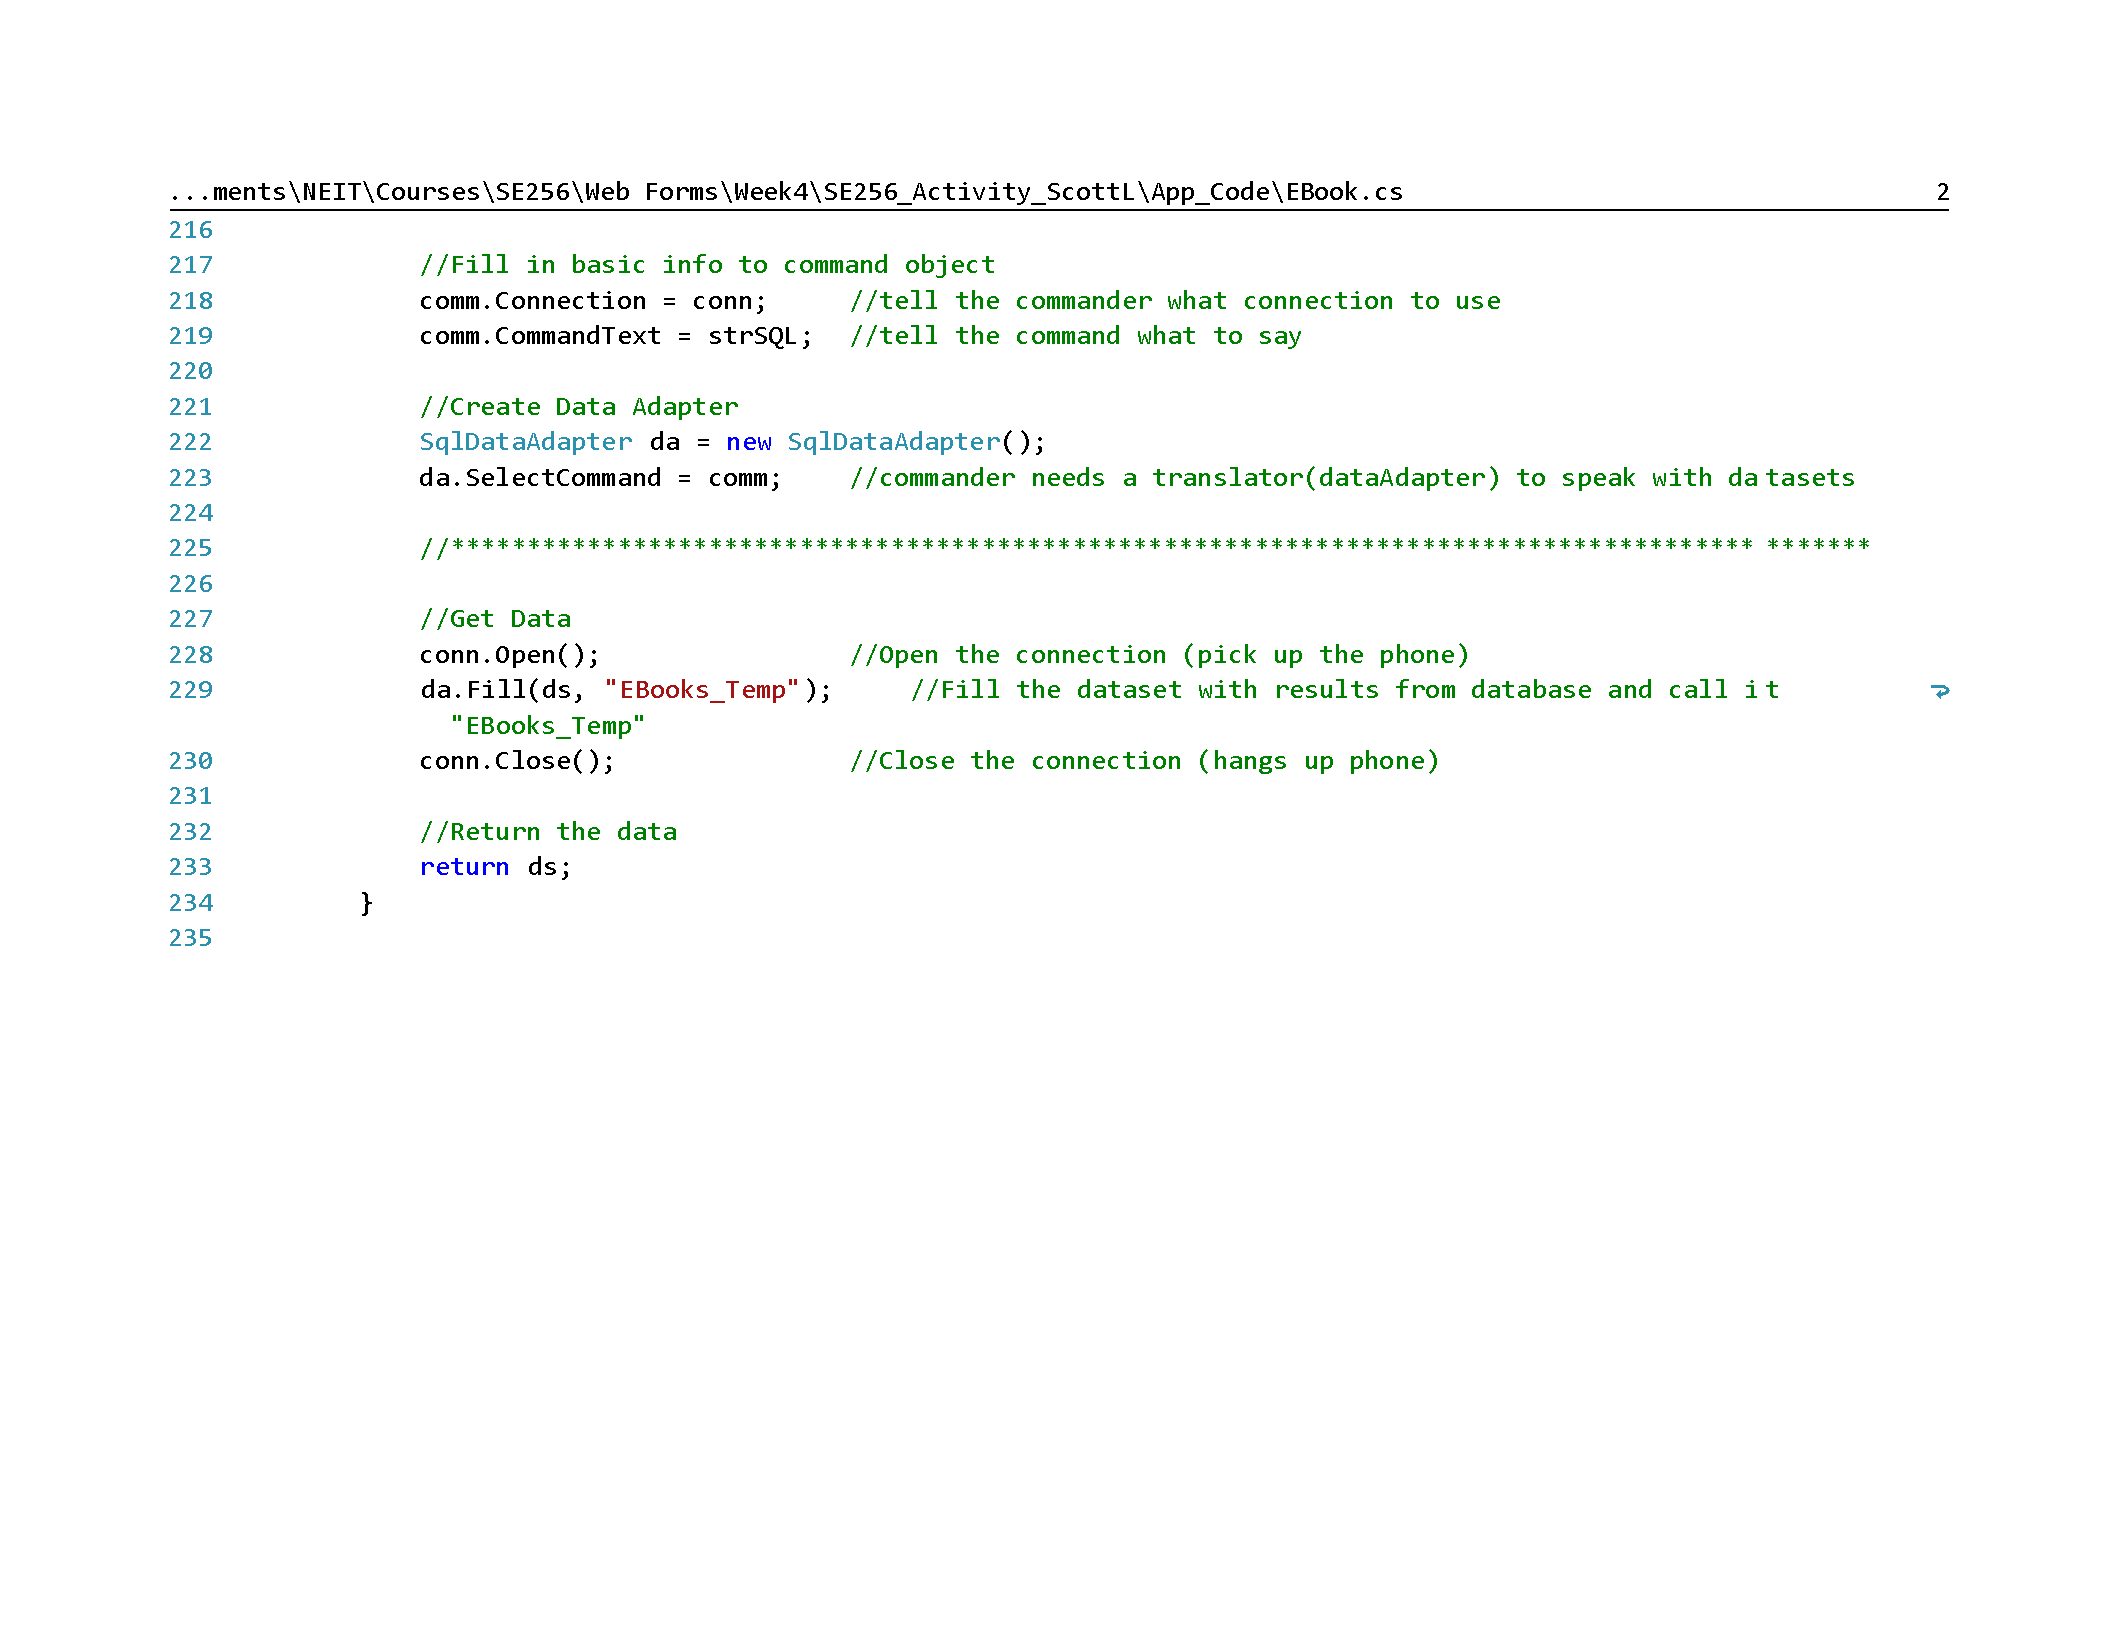 ...ments\NEIT\Courses\SE256\Web Forms\Week4\SE256_Activity_ScottL\App_Code\EBook.cs 2
216
217 //Fill in basic info to command object
218 comm.Connection = conn; //tell the commander what connection to use
219 comm.CommandText = strSQL; //tell the command what to say
220
221 //Create Data Adapter
222 SqlDataAdapter da = new SqlDataAdapter();
223 da.SelectCommand = comm; //commander needs a translator(dataAdapter) to speak with datasets
224
225 //*********************************************************************************************
226
227 //Get Data
228 conn.Open(); //Open the connection (pick up the phone)
229 da.Fill(ds, "EBooks_Temp"); //Fill the dataset with results from database and call it
"EBooks_Temp"
230 conn.Close(); //Close the connection (hangs up phone)
231
232 //Return the data
233 return ds;
234 }
235